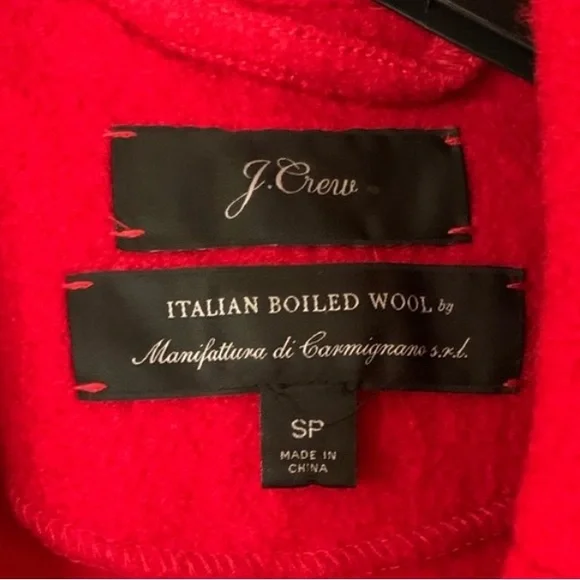 J.Crew
ITALIAN BOILED WOOL by
Manifattura di Carmignano s.r.l.
SP
MADE IN
CHINA